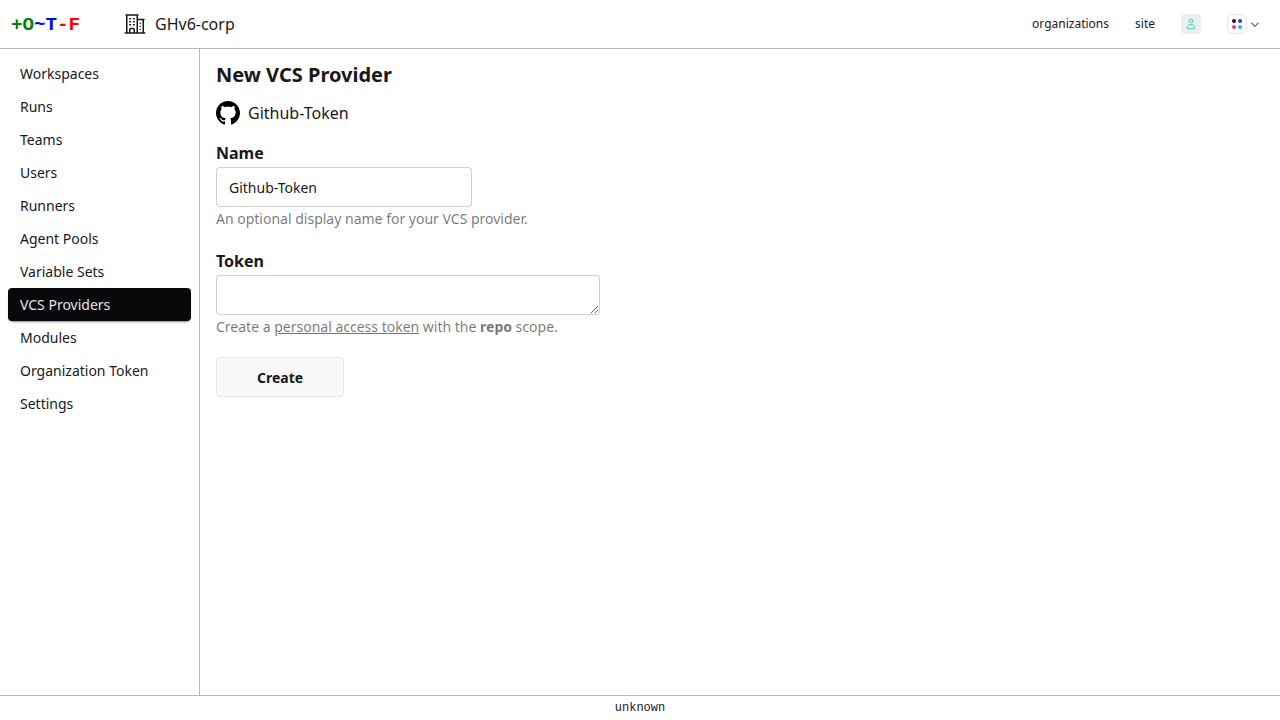 +O~T-F
GHv6-corp
organizations
site
Workspaces
Runs
Teams
Users
Runners
Agent Pools
Variable Sets
VCS Providers
Modules
Organization Token
Settings
New VCS Provider
Github-Token
Name
Github-Token
An optional display name for your VCS provider.
Token
Create a personal access token with the repo scope.
Create
unknown